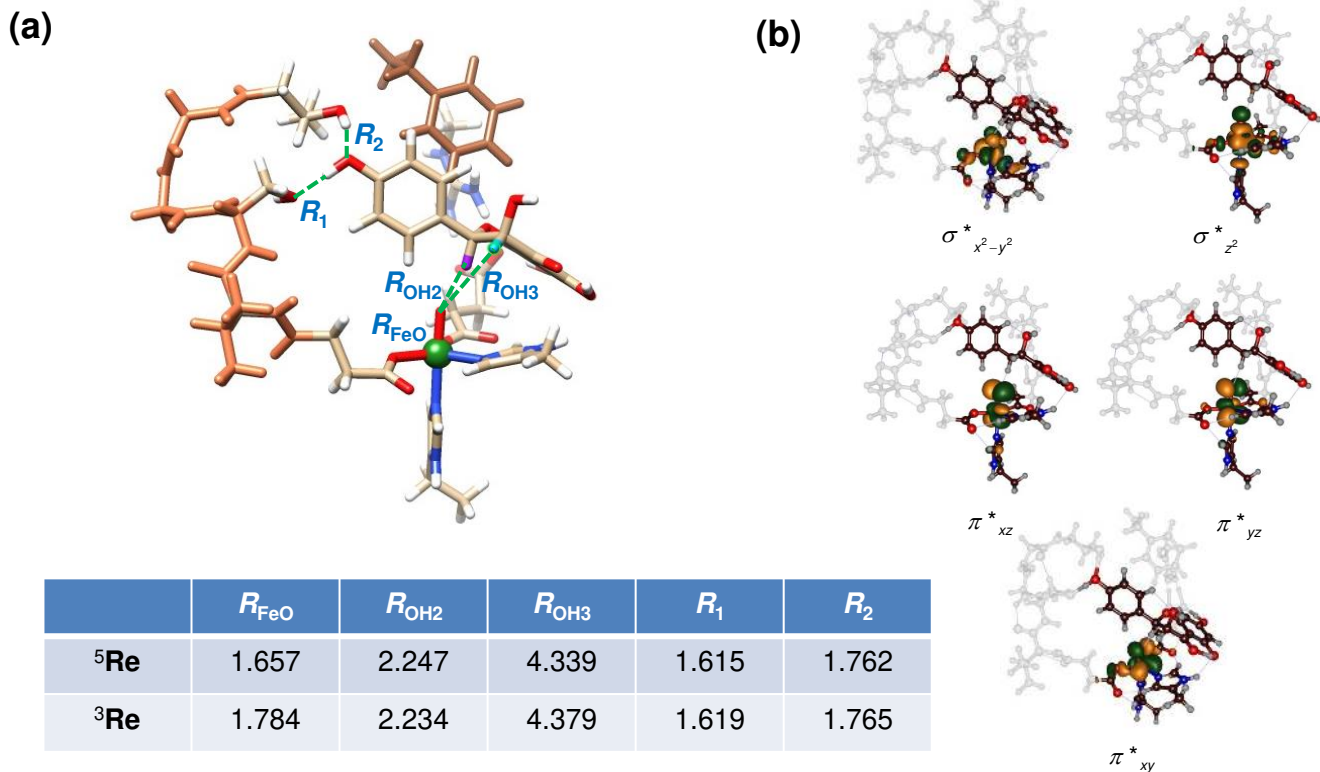 (a)
R2
R1
ROH2
ROH3
RFeO
RFeO ROH2 ROH3 R1 R2
5Re 1.657 2.247 4.339 1.615 1.762
3Re 1.784 2.234 4.379 1.619 1.765
(b)
σ*x²−y² σ*z²
π*xz π*yz
π*xy